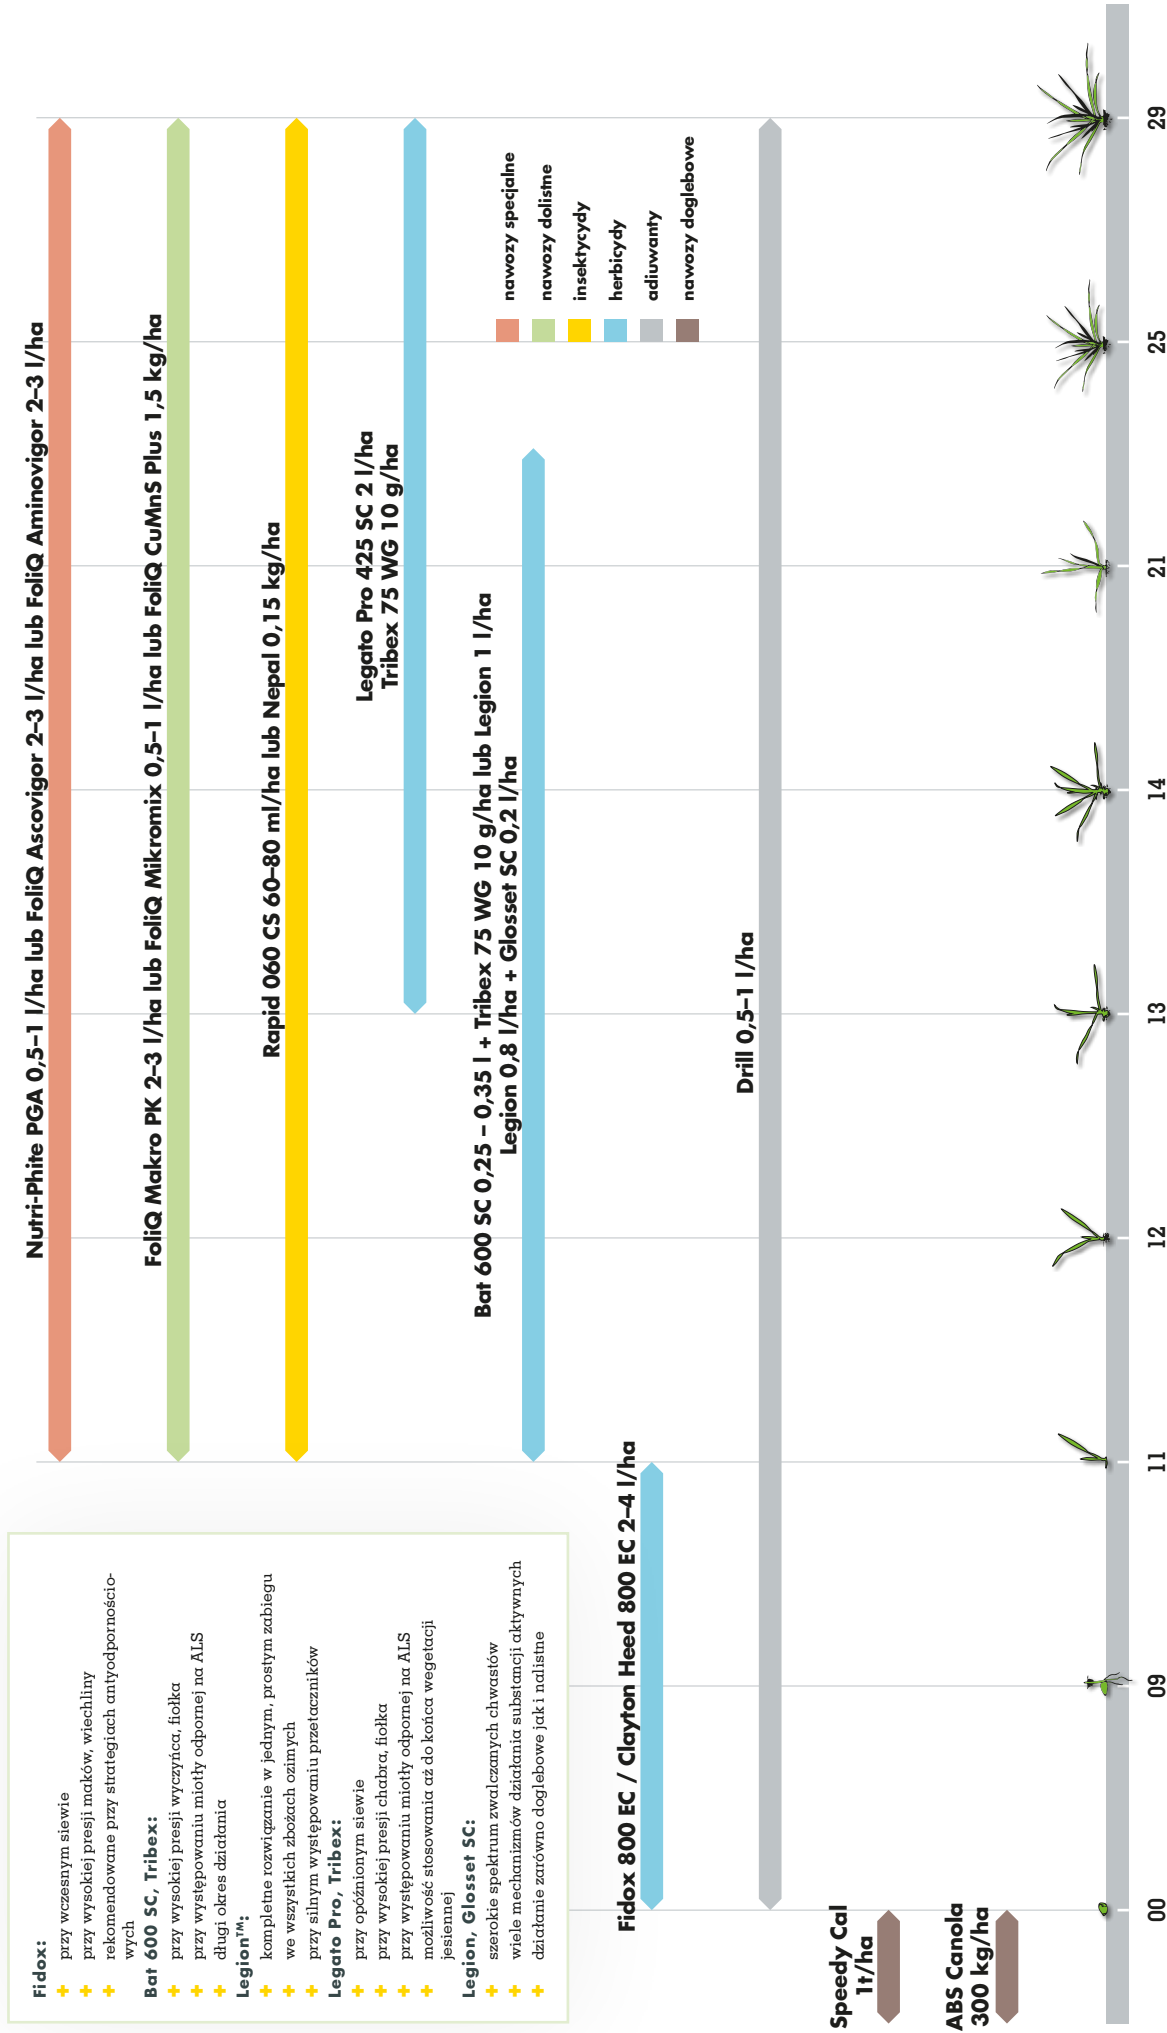 Fidox:
przy wczesnym siewie
przy wysokiej presji maków, wiechliny
rekomendowane przy strategiach antyodpornościo-
wych
Bat 600 SC, Tribex:
przy wysokiej presji wyczyńca, fiołka
przy występowaniu miotły odpornej na ALS
długi okres działania
Legion™:
kompletne rozwiązanie w jednym, prostym zabiegu
we wszystkich zbożach ozimych
przy silnym występowaniu przetaczników
Legato Pro, Tribex:
przy opóźnionym siewie
przy wysokiej presji chabra, fiołka
przy występowaniu miotły odpornej na ALS
możliwość stosowania aż do końca wegetacji
jesiennej
Legion, Glosset SC:
szerokie spektrum zwalczanych chwastów
wiele mechanizmów działania substancji aktywnych
działanie zarówno doglebowe jak i nalistne
Nutri-Phite PGA 0,5–1 l/ha lub FoliQ Ascovigor 2–3 l/ha lub FoliQ Aminovigor 2–3 l/ha
FoliQ Makro PK 2–3 l/ha lub FoliQ Mikromix 0,5–1 l/ha lub FoliQ CuMnS Plus 1,5 kg/ha
Rapid 060 CS 60–80 ml/ha lub Nepal 0,15 kg/ha
Legato Pro 425 SC 2 l/ha
Tribex 75 WG 10 g/ha
Bat 600 SC 0,25 – 0,35 l + Tribex 75 WG 10 g/ha lub Legion 1 l/ha
Legion 0,8 l/ha + Glosset SC 0,2 l/ha
nawozy specjalne
nawozy dolistne
insektycydy
herbicydy
adiuwanty
nawozy doglebowe
Fidox 800 EC / Clayton Heed 800 EC 2–4 l/ha
Drill 0,5–1 l/ha
Speedy Cal
1t/ha
ABS Canola
300 kg/ha
00
09
11
12
13
14
21
25
29